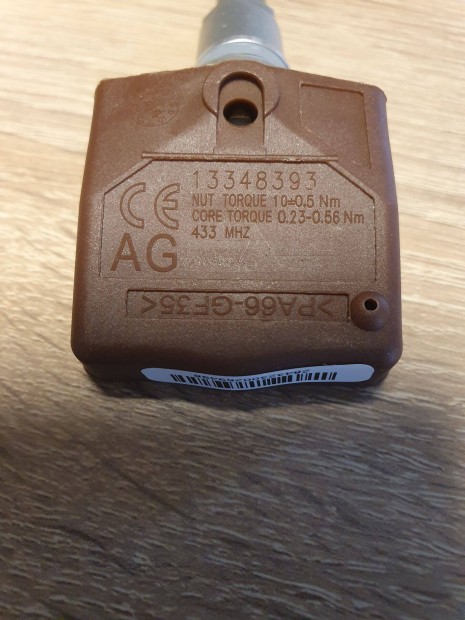 13348393
NUT TORQUE 10±0.5 Nm
CORE TORQUE 0.23-0.56 Nm
433 MHZ
CE
AG
>PA66-GF35<